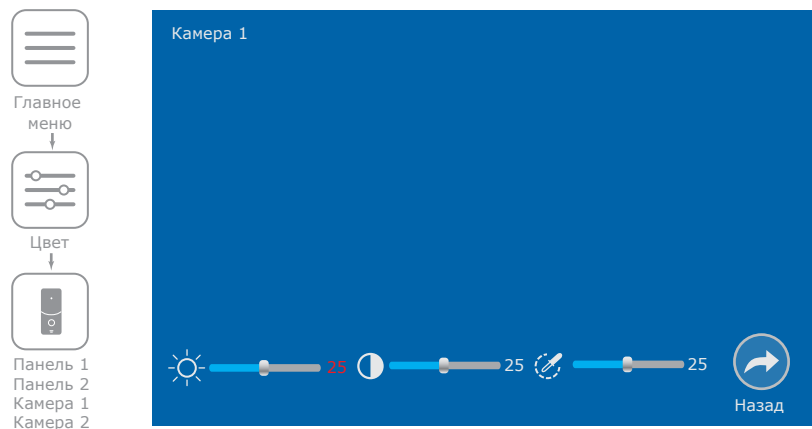 Главное
меню
Цвет
Панель 1
Панель 2
Камера 1
Камера 2
Камера 1
25
25
25
Назад